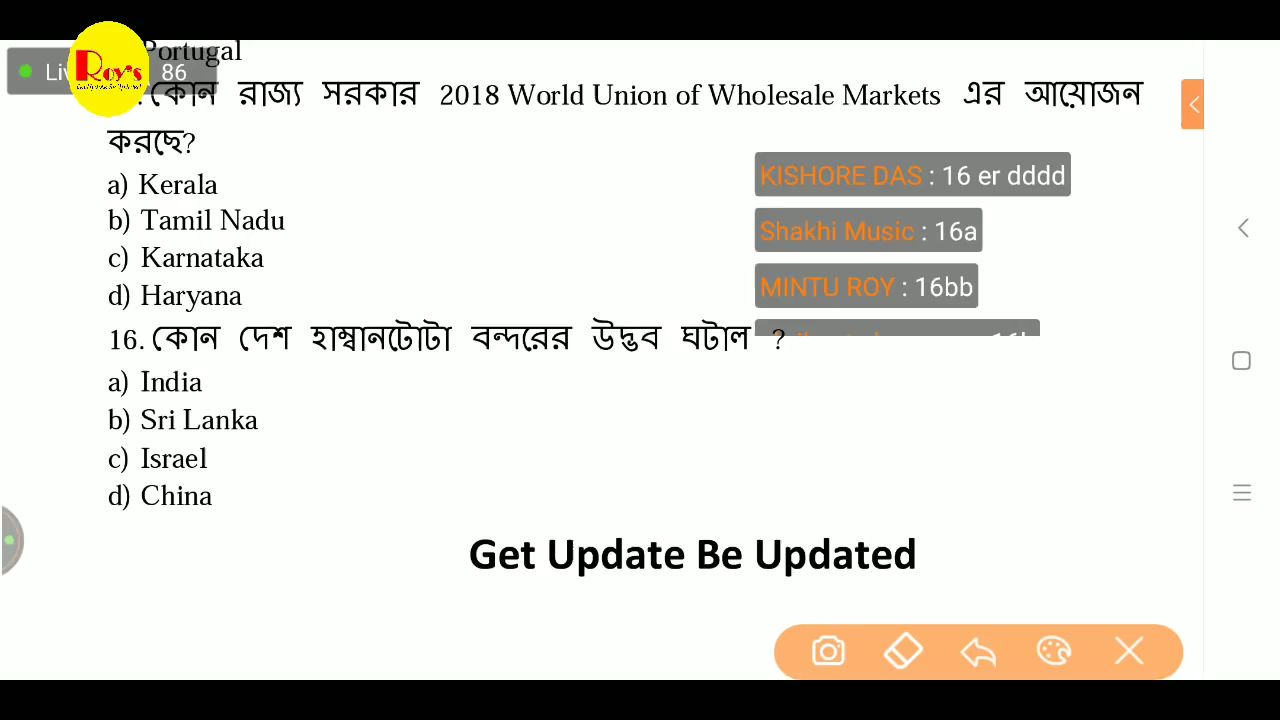 Portugal
Liv 86
Roy's
কোন রাজ্য সরকার 2018 World Union of Wholesale Markets এর আয়োজন
করছে?
a) Kerala
b) Tamil Nadu
c) Karnataka
d) Haryana
KISHORE DAS : 16 er dddd
Shakhi Music : 16a
MINTU ROY : 16bb
16. কোন দেশ হাম্বানটোটা বন্দরের উদ্ভব ঘটাল ?
a) India
b) Sri Lanka
c) Israel
d) China
Get Update Be Updated